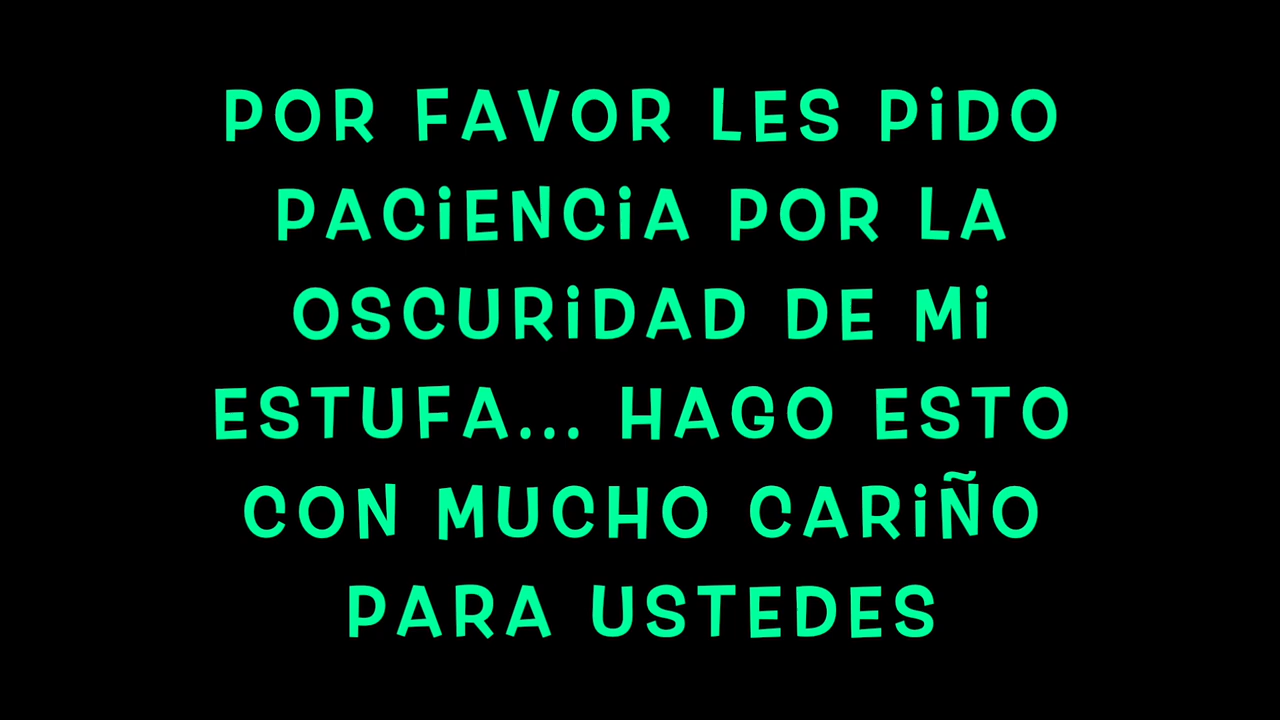 POR FAVOR LES PiDO
PACiENCiA POR LA
OSCURiDAD DE Mi
ESTUFA... HAGO ESTO
CON MUCHO CARiÑO
PARA USTEDES